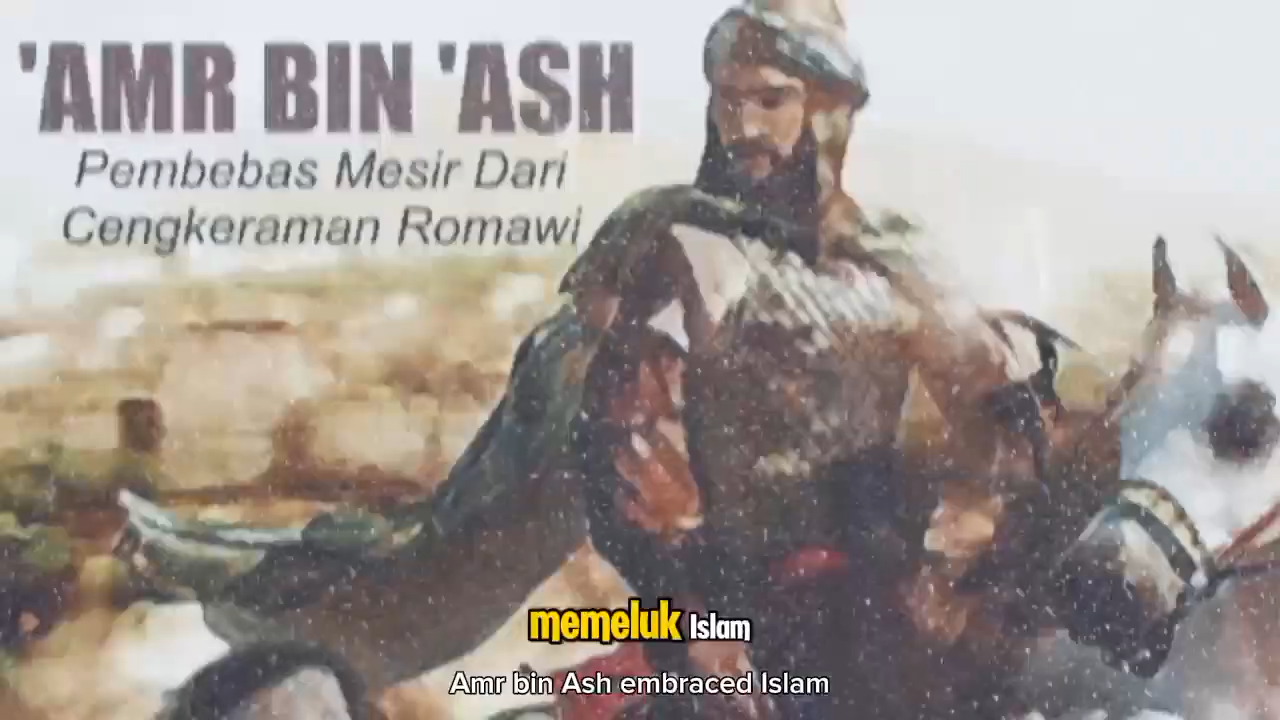 'AMR BIN 'ASH
Pembebas Mesir Dari
Cengkeraman Romawi
memeluk Islam
Amr bin Ash embraced Islam